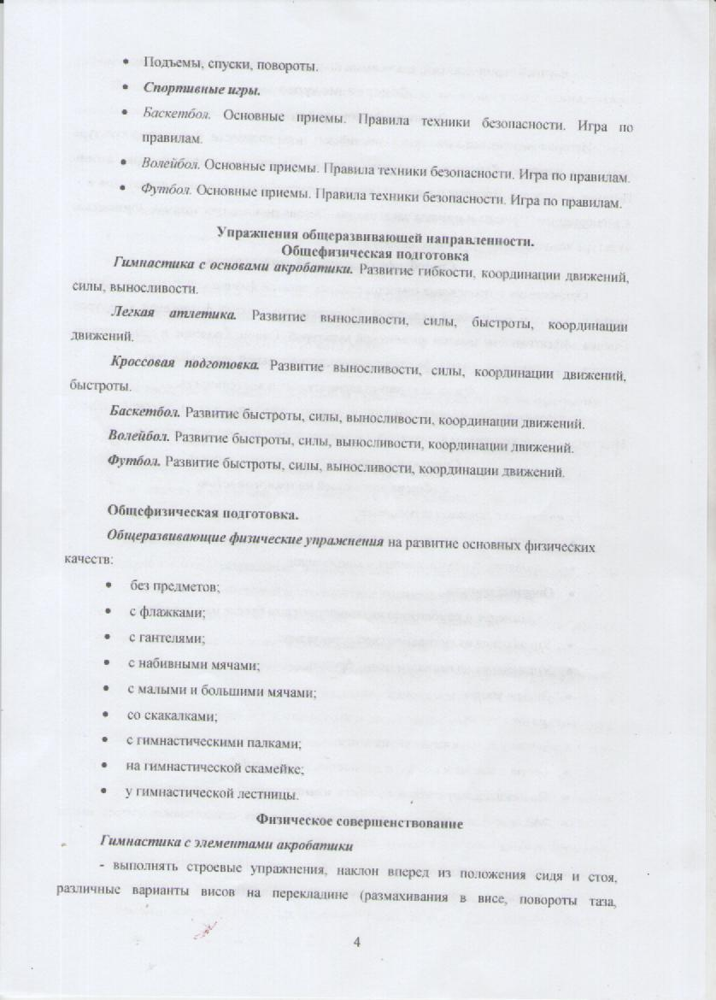 • Подъемы, спуски, повороты.
• Спортивные игры.
• Баскетбол. Основные приемы. Правила техники безопасности. Игра по
правилам.
• Волейбол. Основные приемы. Правила техники безопасности. Игра по правилам.
• Футбол. Основные приемы. Правила техники безопасности. Игра по правилам.
Упражнения общеразвивающей направленности.
Общефизическая подготовка
Гимнастика с основами акробатики. Развитие гибкости, координации движений,
силы, выносливости.
Легкая атлетика. Развитие выносливости, силы, быстроты, координации
движений.
Кроссовая подготовка. Развитие выносливости, силы, координации движений,
быстроты.
Баскетбол. Развитие быстроты, силы, выносливости, координации движений.
Волейбол. Развитие быстроты, силы, выносливости, координации движений.
Футбол. Развитие быстроты, силы, выносливости, координации движений.
Общефизическая подготовка.
Общеразвивающие физические упражнения на развитие основных физических
качеств:
• без предметов;
• с флажками;
• с гантелями;
• с набивными мячами;
• с малыми и большими мячами;
• со скакалками;
• с гимнастическими палками;
• на гимнастической скамейке;
• у гимнастической лестницы.
Физическое совершенствование
Гимнастика с элементами акробатики
- выполнять строевые упражнения, наклон вперед из положения сидя и стоя,
различные варианты висов на перекладине (размахивания в висе, повороты таза,
4